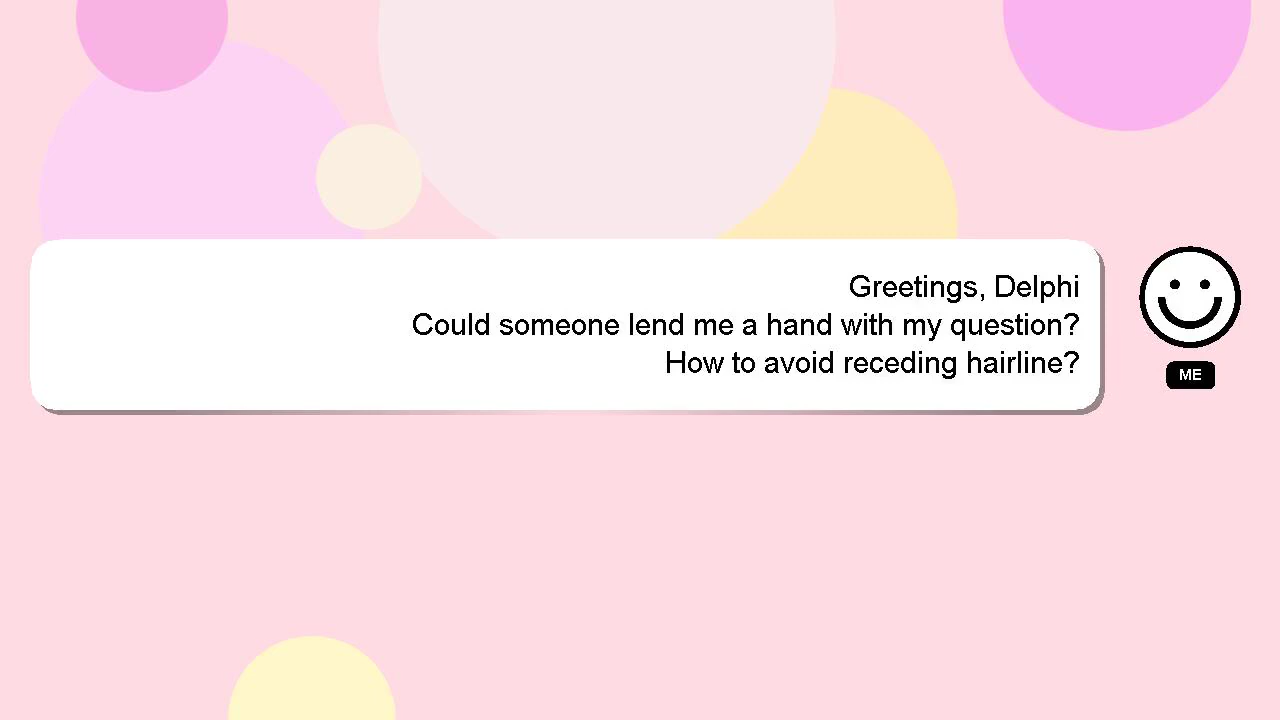 Greetings, Delphi
Could someone lend me a hand with my question?
How to avoid receding hairline?
ME